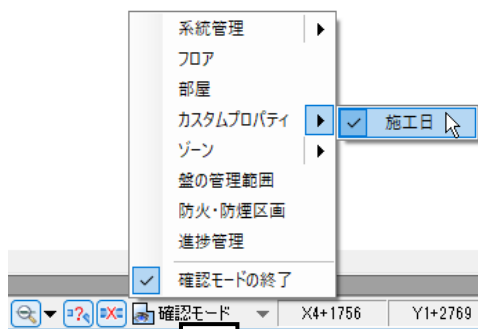 系統管理
フロア
部屋
カスタムプロパティ
施工日
ゾーン
盤の管理範囲
防火・防煙区画
進捗管理
確認モードの終了
確認モード
X4+1756
Y1+2769